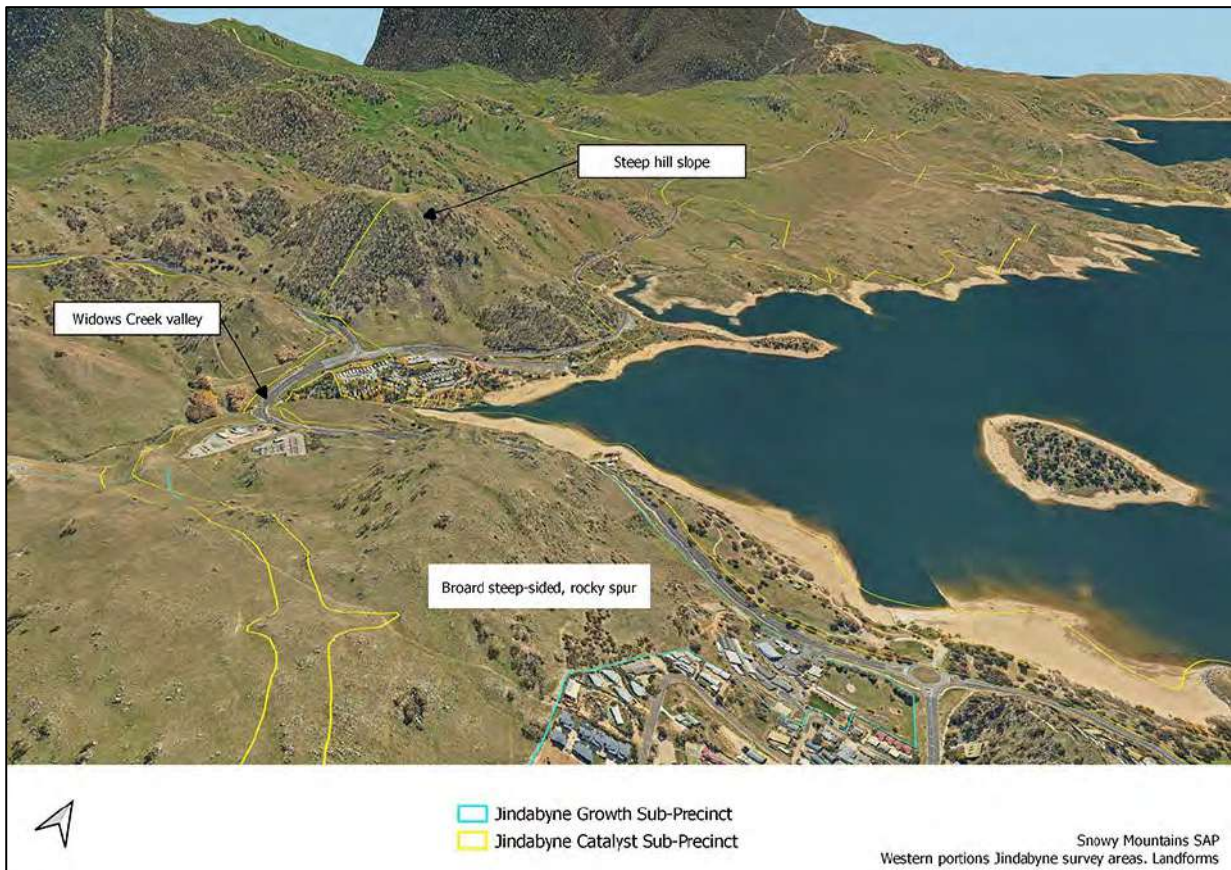 Steep hill slope
Widows Creek valley
Broard steep-sided, rocky spur
Jindabyne Growth Sub-Precinct
Jindabyne Catalyst Sub-Precinct
Snowy Mountains SAP
Western portions Jindabyne survey areas. Landforms